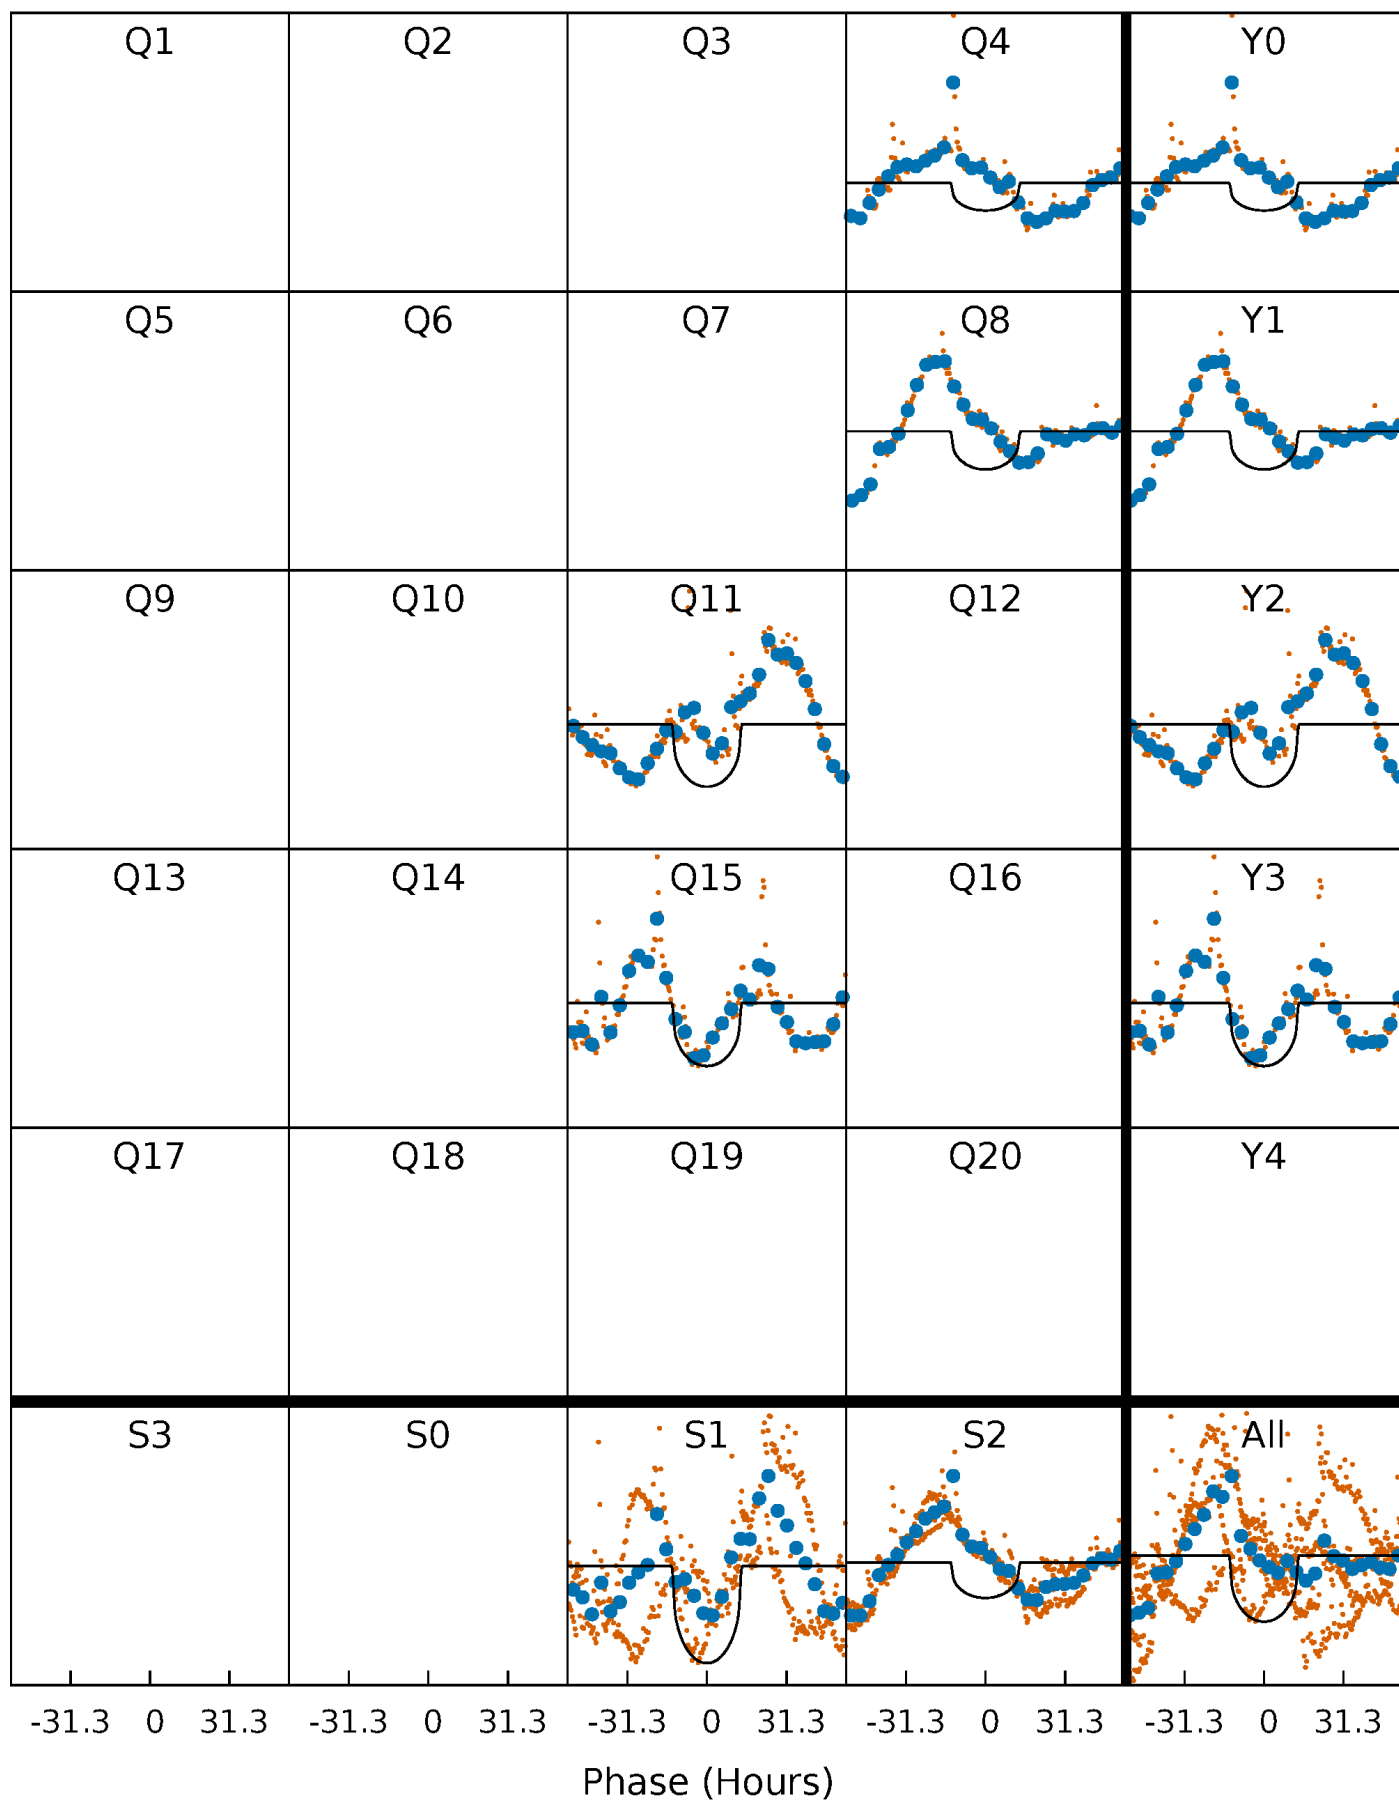 Q1 Q2 Q3 Q4 Y0
Q5 Q6 Q7 Q8 Y1
Q9 Q10 Q11 Q12 Y2
Q13 Q14 Q15 Q16 Y3
Q17 Q18 Q19 Q20 Y4
S3 S0 S1 S2 All
-31.3 0 31.3 -31.3 0 31.3 -31.3 0 31.3 -31.3 0 31.3 -31.3 0 31.3
Phase (Hours)